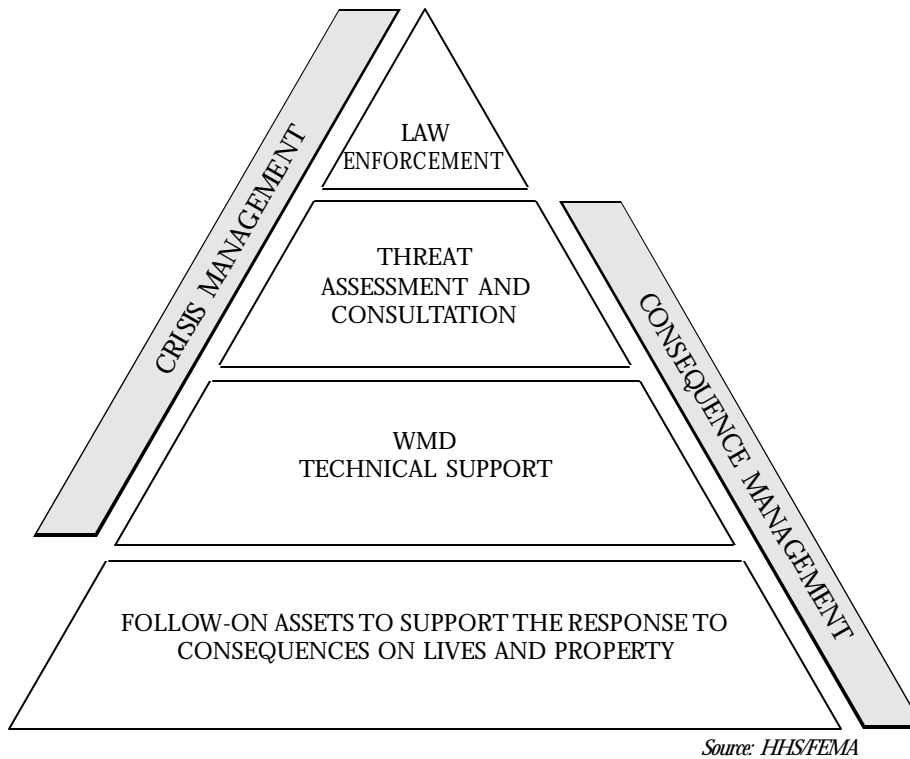 CRISIS MANAGEMENT
LAW
ENFORCEMENT
THREAT
ASSESSMENT AND
CONSULTATION
CONSEQUENCE MANAGEMENT
WMD
TECHNICAL SUPPORT
FOLLOW-ON ASSETS TO SUPPORT THE RESPONSE TO
CONSEQUENCES ON LIVES AND PROPERTY
Source: HHS/FEMA